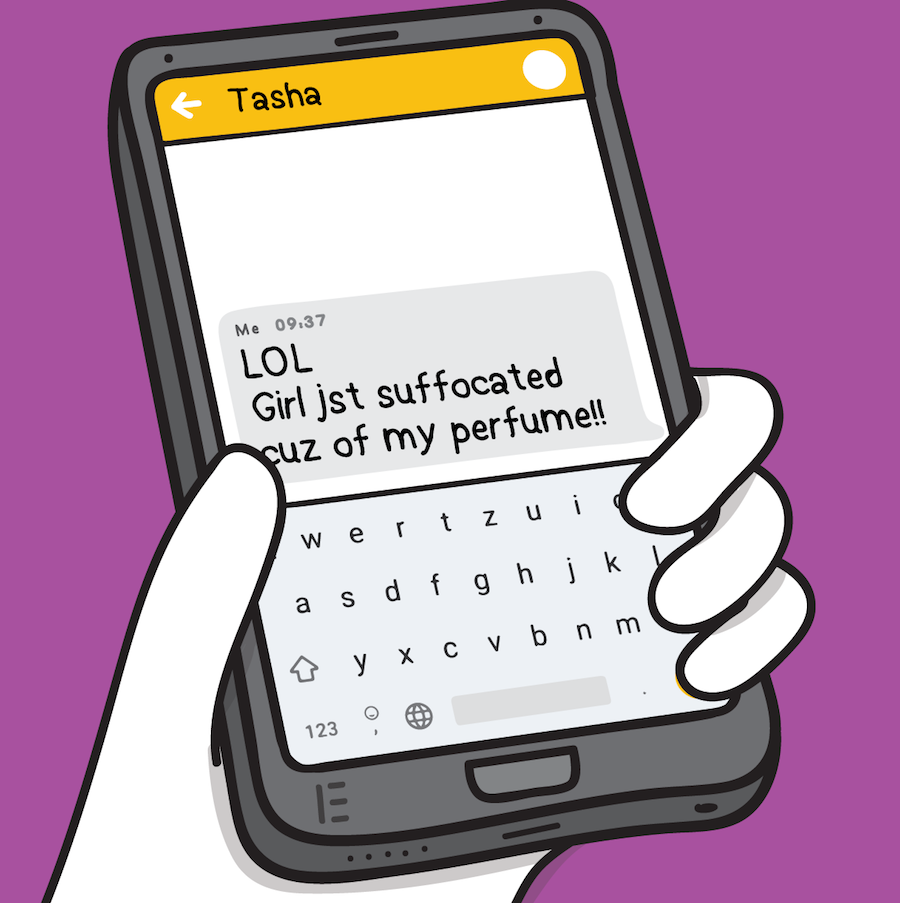 Tasha
Me 09:37
LOL
Girl jst suffocated
cuz of my perfume!!
w e r t z u i
a s d f g h j k l
y x c v b n m
123 , .